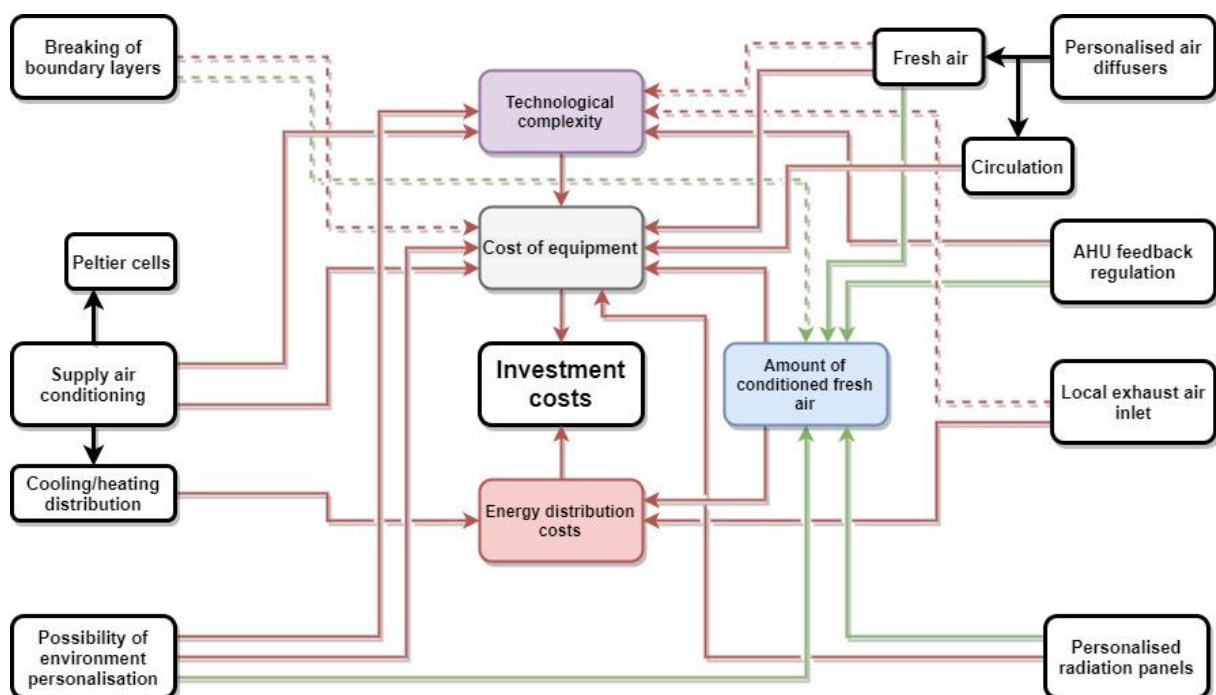 Breaking of
boundary layers
Fresh air
Personalised air
diffusers
Technological
complexity
Circulation
Peltier cells
Cost of equipment
AHU feedback
regulation
Supply air
conditioning
Investment
costs
Amount of
conditioned fresh
air
Local exhaust air
inlet
Cooling/heating
distribution
Energy distribution
costs
Possibility of
environment
personalisation
Personalised
radiation panels